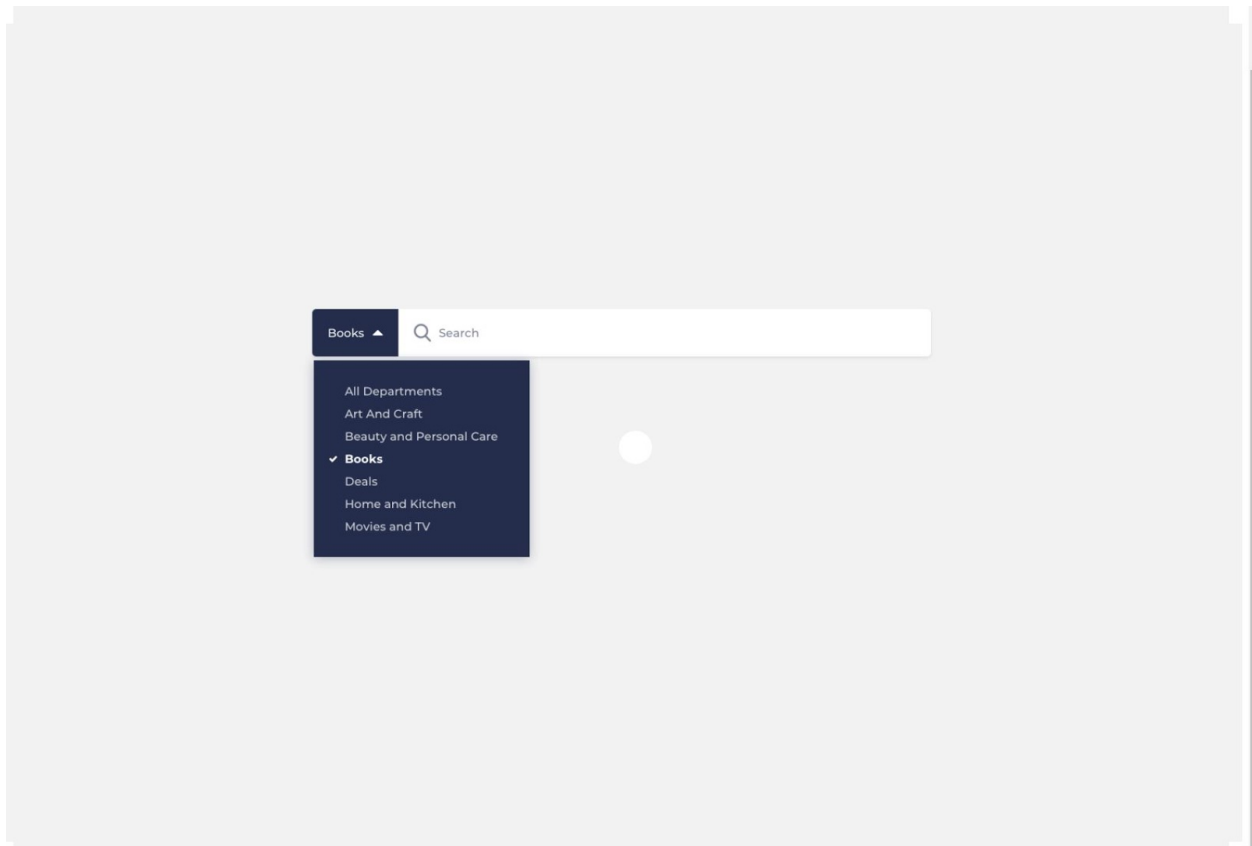 Books
Search
All Departments
Art And Craft
Beauty and Personal Care
Books
Deals
Home and Kitchen
Movies and TV